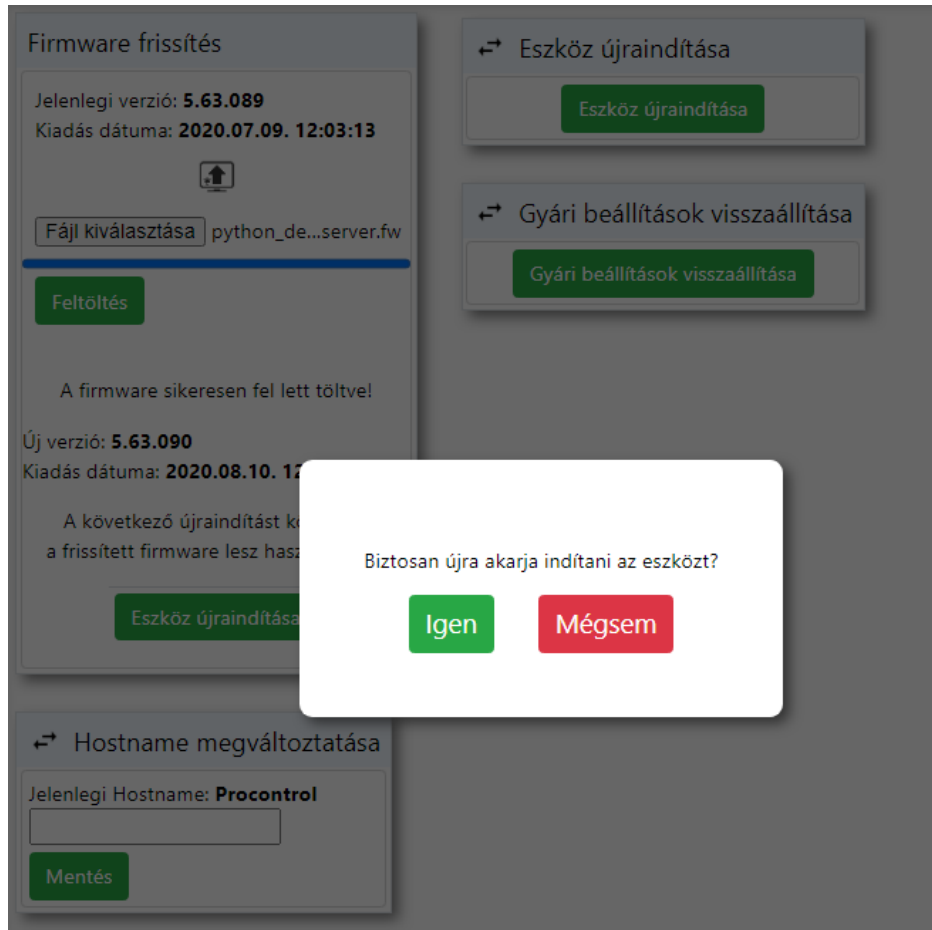 Firmware frissítés
Jelenlegi verzió: 5.63.089
Kiadás dátuma: 2020.07.09. 12:03:13
Fájl kiválasztása python_de...server.fw
Feltöltés
A firmware sikeresen fel lett töltve!
Új verzió: 5.63.090
Kiadás dátuma: 2020.08.10.
A következő újraindítást
a frissített firmware lesz
Eszköz újraindítása
Hostname megváltoztatása
Jelenlegi Hostname: Procontrol
Mentés
Eszköz újraindítása
Eszköz újraindítása
Gyári beállítások visszaállítása
Gyári beállítások visszaállítása
Biztosan újra akarja indítani az eszközt?
Igen
Mégsem